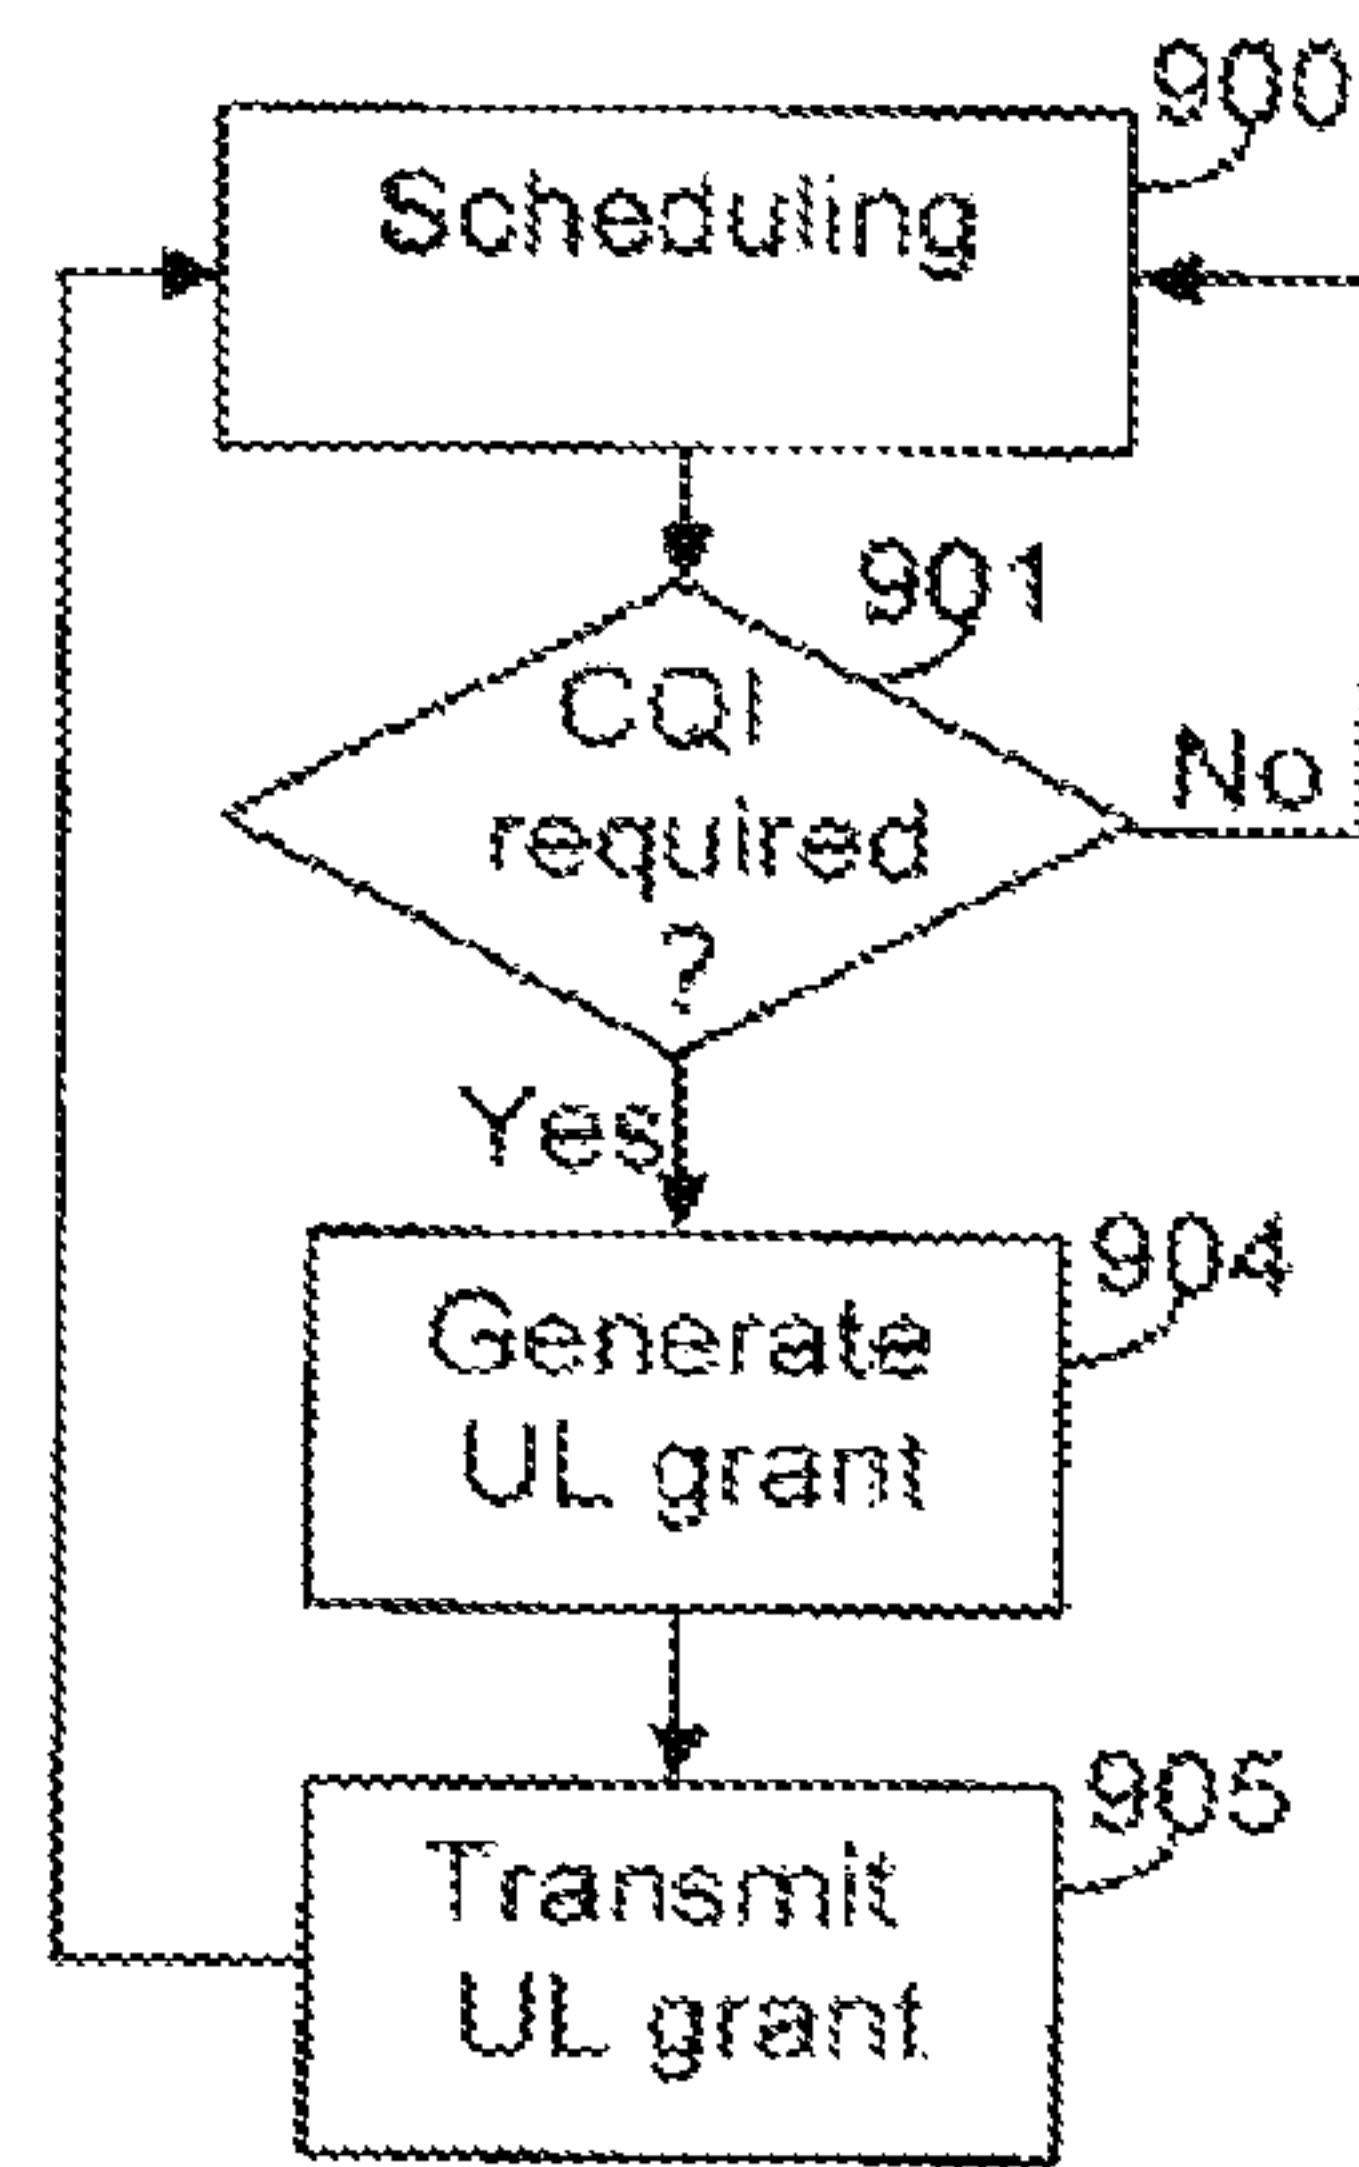 900
Scheduling
901
CQI
required
?
No
Yes
904
Generate
UL grant
905
Transmit
UL grant